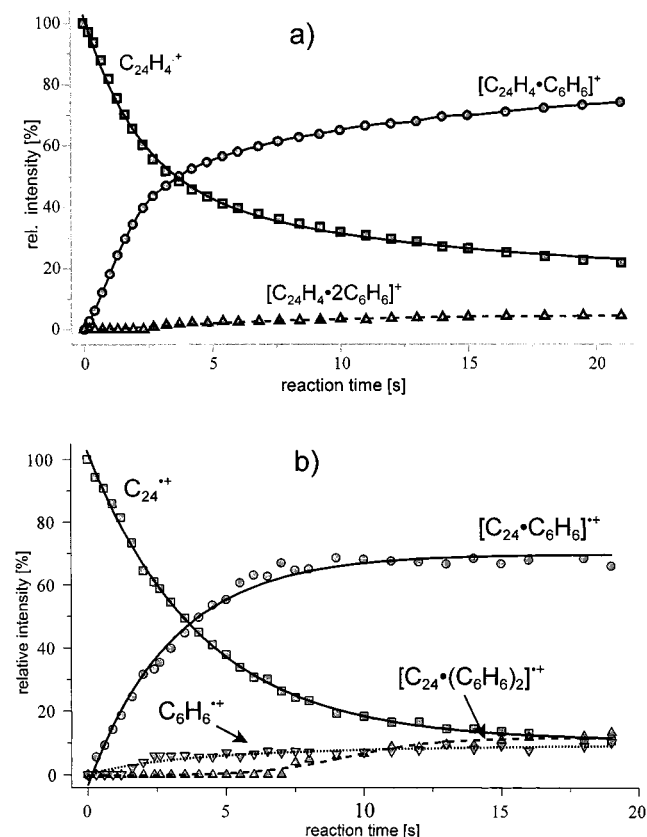 a)
100
80
60
40
20
0
rel. intensity [%]
C₂₄H₄·⁺
[C₂₄H₄•C₆H₆]⁺
[C₂₄H₄•2C₆H₆]⁺
0 5 10 15 20
reaction time [s]
b)
100
80
60
40
20
0
relative intensity [%]
C₂₄•⁺
[C₂₄•C₆H₆]•⁺
[C₂₄•(C₆H₆)₂]•⁺
C₆H₆•⁺
0 5 10 15 20
reaction time [s]